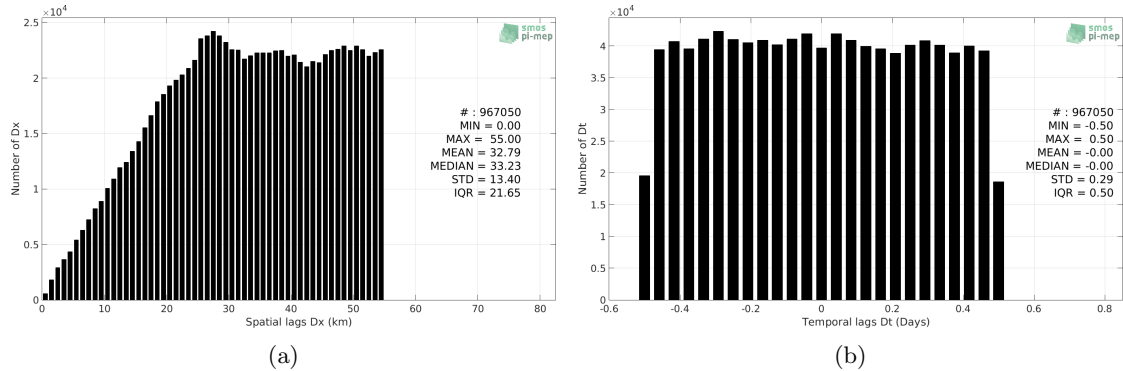 ×10⁴
2.5
2
1.5
1
0.5
0
Number of Dx
0 10 20 30 40 50 60 70 80
Spatial lags Dx (km)
smos
pi-mep
# : 967050
MIN = 0.00
MAX = 55.00
MEAN = 32.79
MEDIAN = 33.23
STD = 13.40
IQR = 21.65
(a)
×10⁴
4
3.5
3
2.5
2
1.5
1
0.5
0
Number of Dt
-0.6 -0.4 -0.2 0 0.2 0.4 0.6 0.8
Temporal lags Dt (Days)
smos
pi-mep
# : 967050
MIN = -0.50
MAX = 0.50
MEAN = -0.00
MEDIAN = -0.00
STD = 0.29
IQR = 0.50
(b)